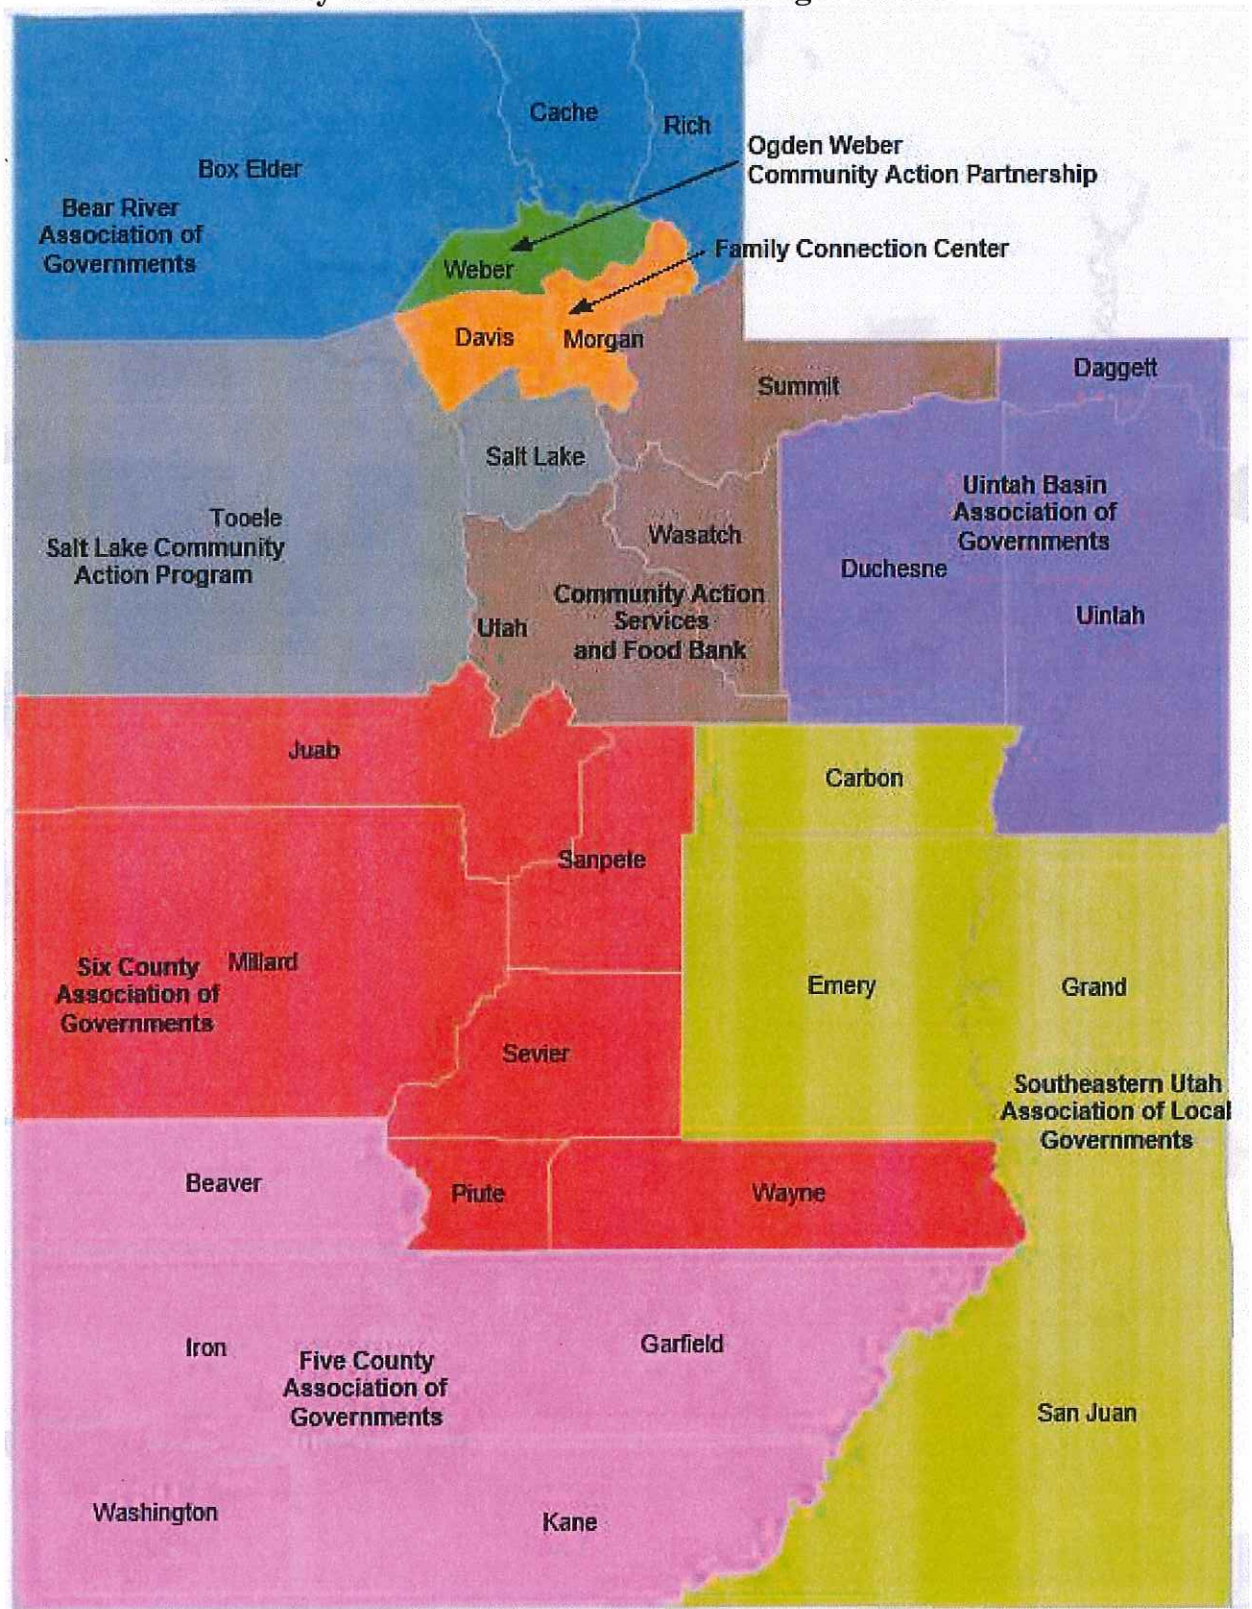 Cache
Rich
Ogden Weber
Community Action Partnership
Box Elder
Bear River
Association of
Governments
Family Connection Center
Weber
Davis
Morgan
Summit
Daggett
Salt Lake
Uintah Basin
Association of
Governments
Tooele
Salt Lake Community
Action Program
Wasatch
Duchesne
Community Action
Services
and Food Bank
Utah
Uintah
Juab
Carbon
Sanpete
Six County
Association of
Governments
Millard
Emery
Grand
Sevier
Southeastern Utah
Association of Local
Governments
Beaver
Piute
Wayne
Iron
Five County
Association of
Governments
Garfield
San Juan
Washington
Kane